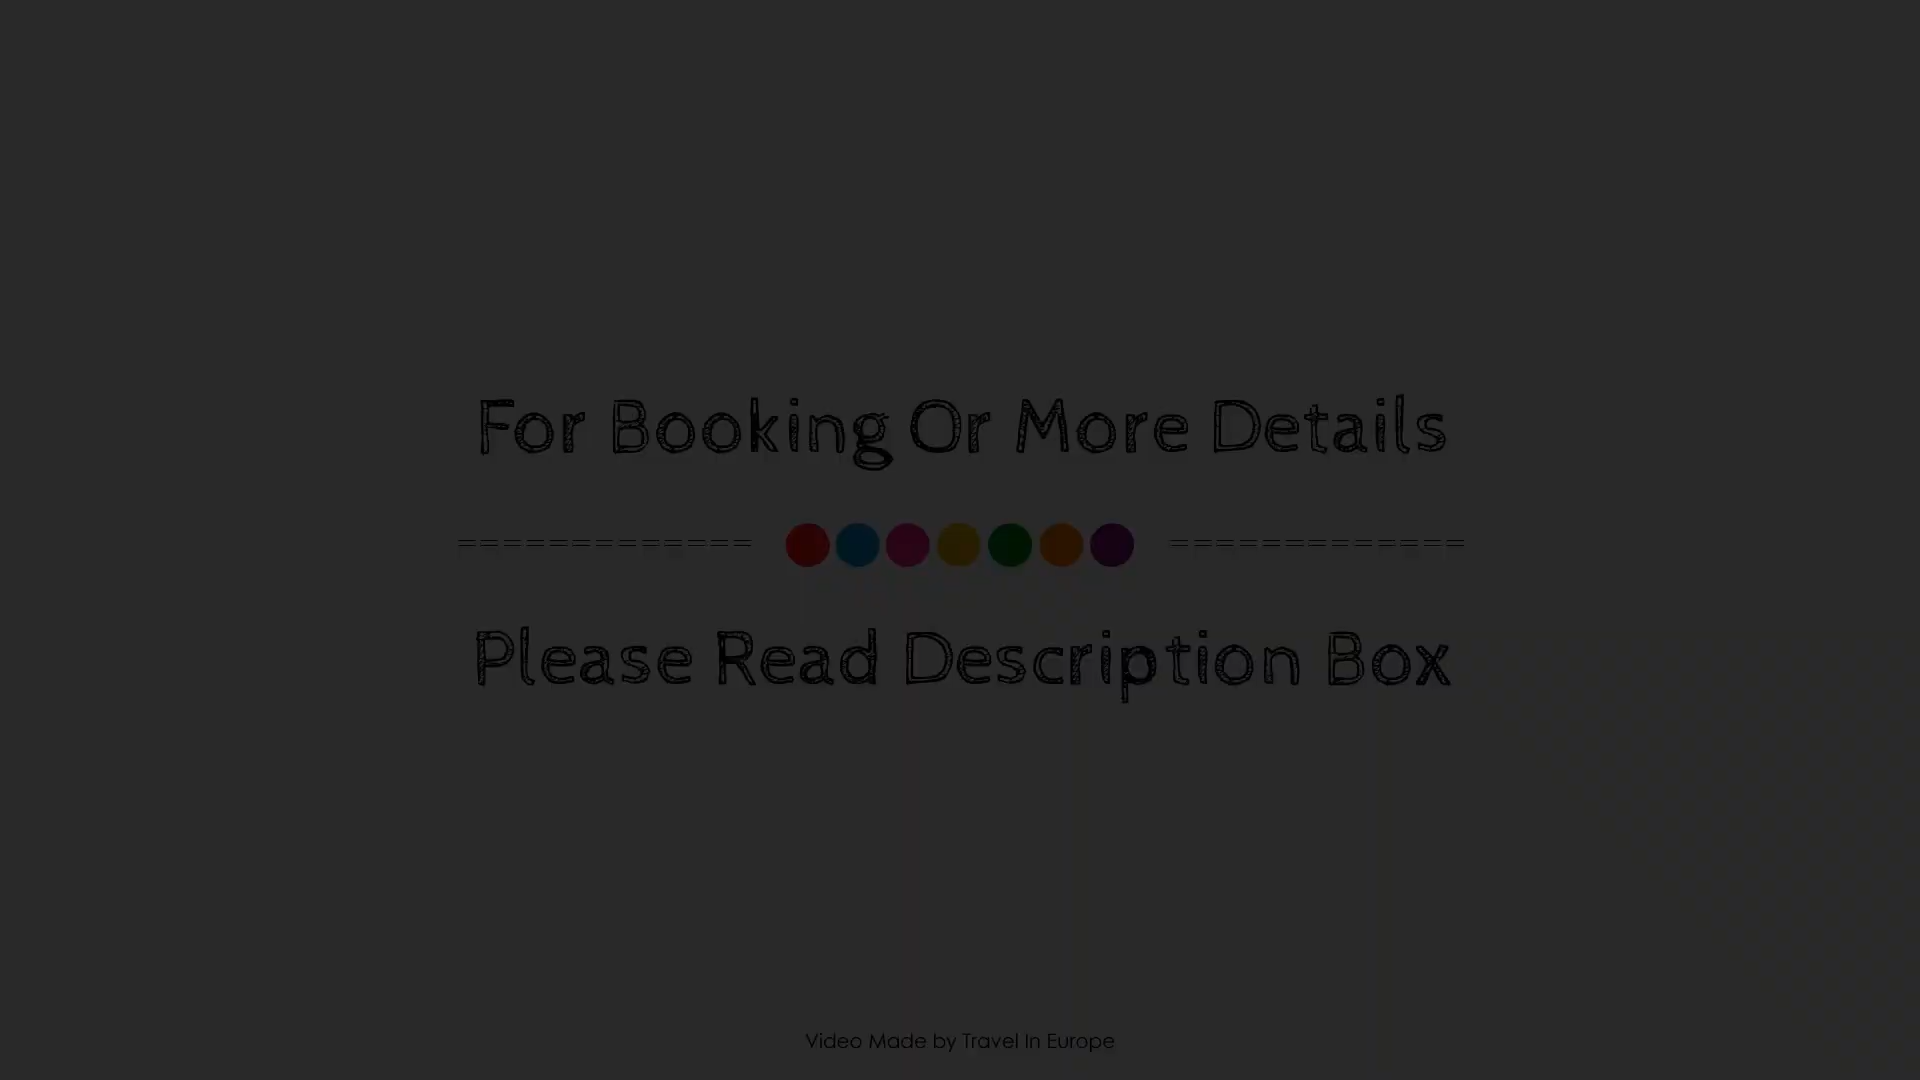 For Booking Or More Details
============= =============
Please Read Description Box
Video Made by Travel In Europe